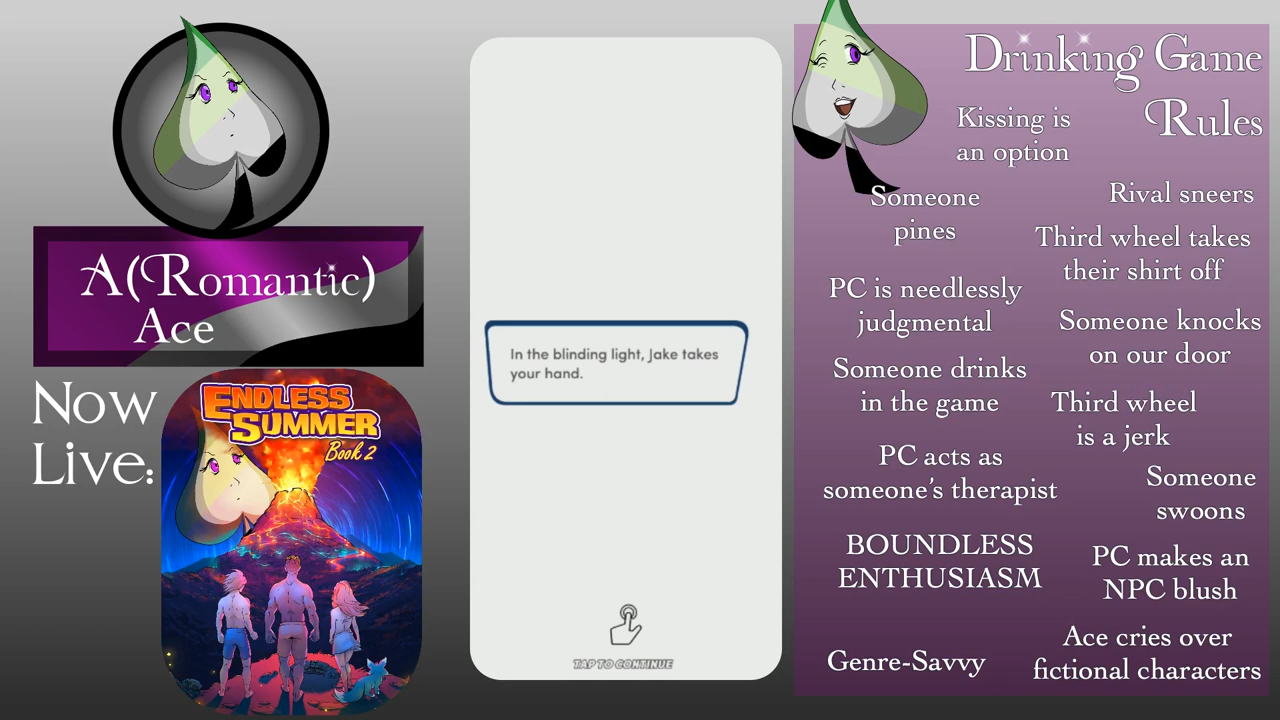 A(Romantic)
Ace
Now
Live:
ENDLESS
SUMMER
Book 2
In the blinding light, Jake takes
your hand.
TAP TO CONTINUE
Drinking Game
Rules
Kissing is
an option
Someone
pines
Rival sneers
Third wheel takes
their shirt off
PC is needlessly
judgmental
Someone knocks
on our door
Someone drinks
in the game
Third wheel
is a jerk
PC acts as
someone's therapist
Someone
swoons
BOUNDLESS
ENTHUSIASM
PC makes an
NPC blush
Genre-Savvy
Ace cries over
fictional characters